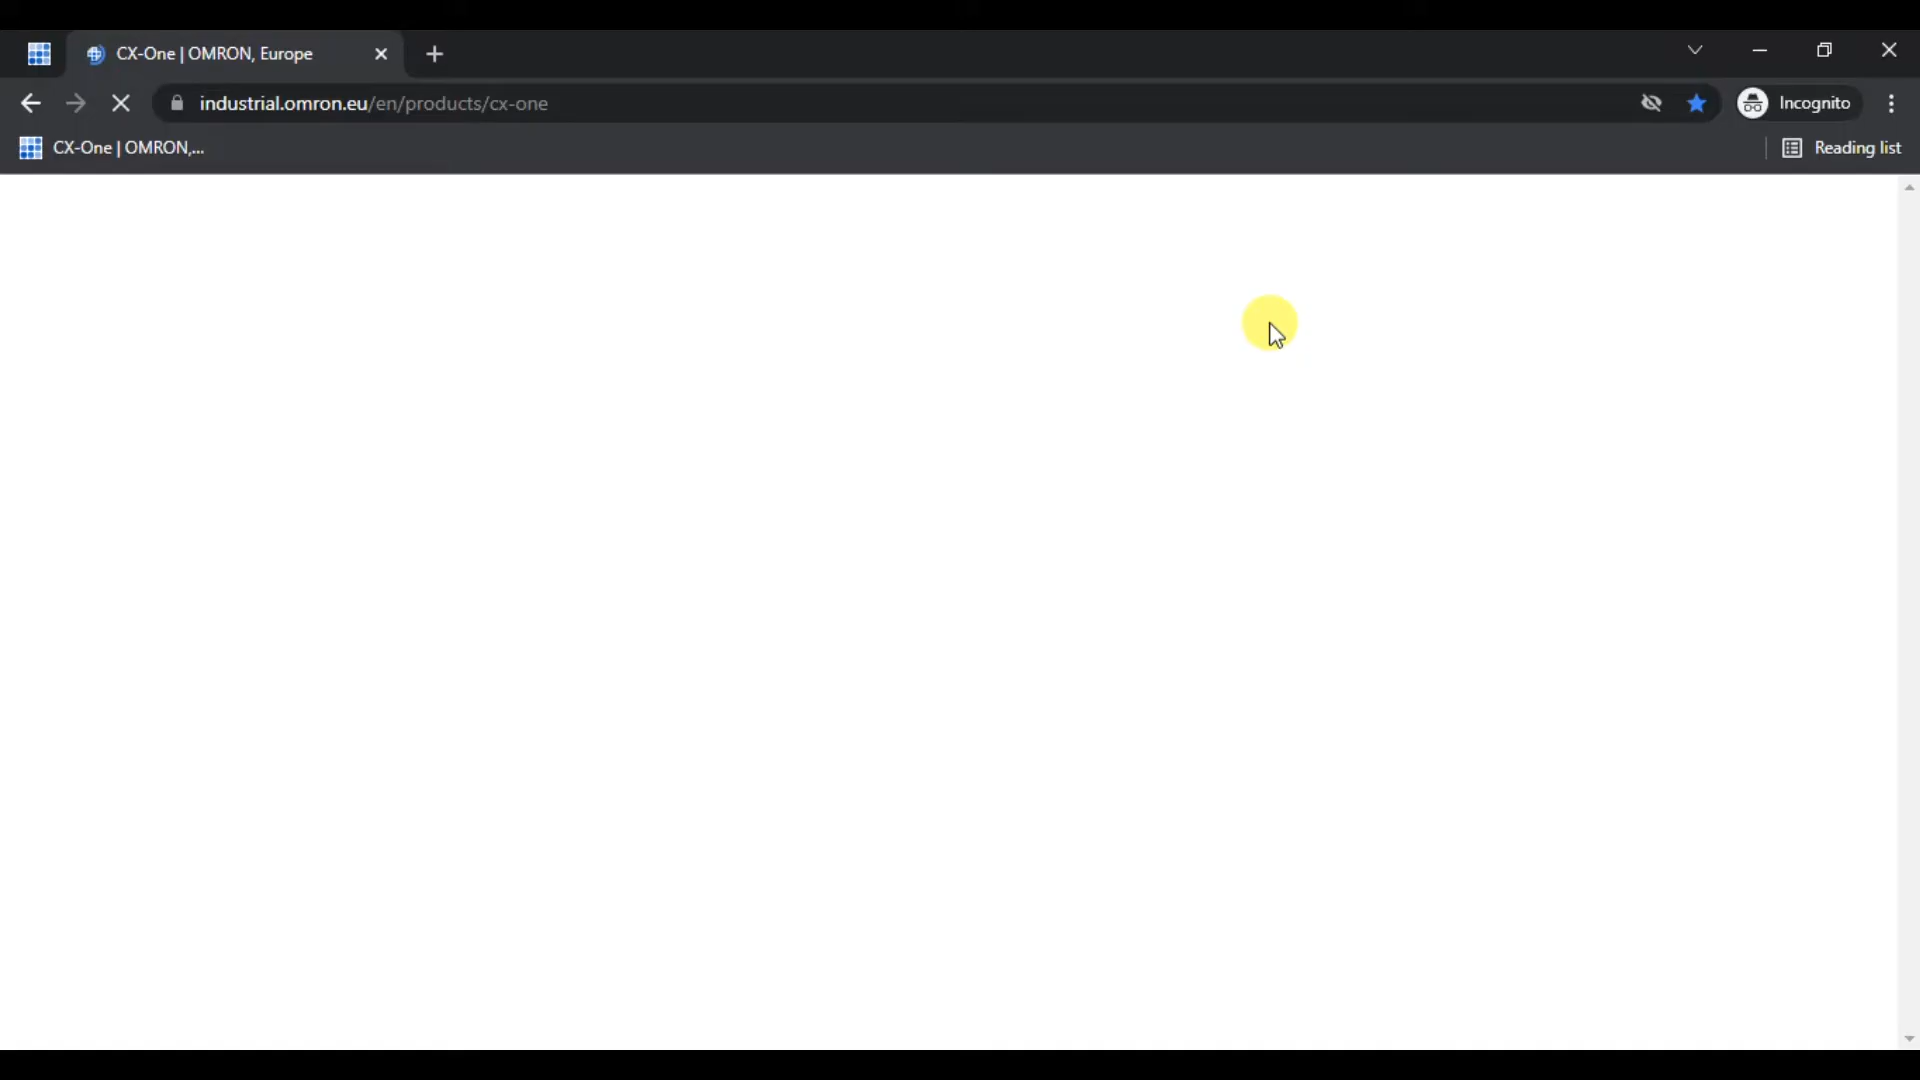 CX-One | OMRON, Europe
industrial.omron.eu/en/products/cx-one
Incognito
CX-One | OMRON,...
Reading list